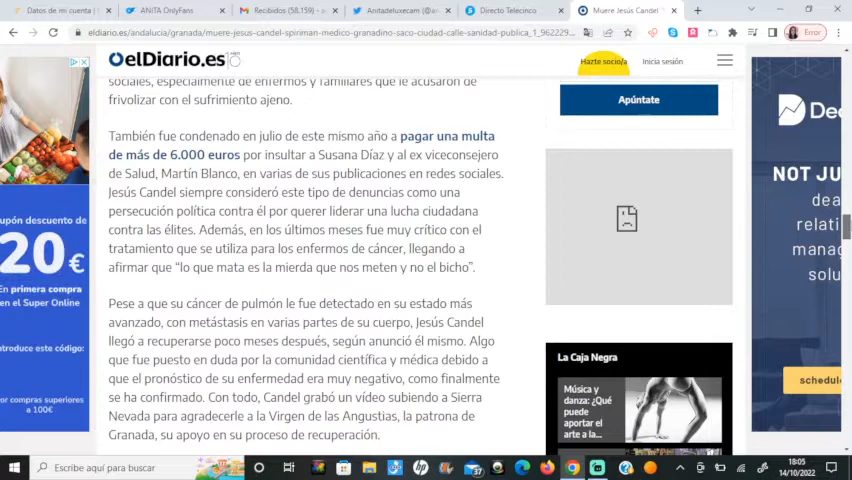 Datos de mi cuenta |
ANITA OnlyFans
Recibidos (58,159) -
Anitadeluxecam (@an
Directo Telecinco
Muere Jesús Candel "
eldiario.es/andalucia/granada/muere-jesus-candel-spiriman-medico-granadino-saco-ciudad-calle-sanidad-publica_1_962229...
Error
elDiario.es
Hazte socio/a
Inicia sesión
sociales, especialmente de enfermos y familiares que le acusaron de
frivolizar con el sufrimiento ajeno.
También fue condenado en julio de este mismo año a pagar una multa
de más de 6.000 euros por insultar a Susana Díaz y al ex viceconsejero
de Salud, Martín Blanco, en varias de sus publicaciones en redes sociales.
Jesús Candel siempre consideró este tipo de denuncias como una
persecución política contra él por querer liderar una lucha ciudadana
contra las élites. Además, en los últimos meses fue muy crítico con el
tratamiento que se utiliza para los enfermos de cáncer, llegando a
afirmar que “lo que mata es la mierda que nos meten y no el bicho”.
Pese a que su cáncer de pulmón le fue detectado en su estado más
avanzado, con metástasis en varias partes de su cuerpo, Jesús Candel
llegó a recuperarse poco meses después, según anunció él mismo. Algo
que fue puesto en duda por la comunidad científica y médica debido a
que el pronóstico de su enfermedad era muy negativo, como finalmente
se ha confirmado. Con todo, Candel grabó un vídeo subiendo a Sierra
Nevada para agradecerle a la Virgen de las Angustias, la patrona de
Granada, su apoyo en su proceso de recuperación.
upón descuento de
20€
En primera compra
en el Super Online
troduce este código:
or compras superiores
a 100€
Apúntate
La Caja Negra
Música y
danza: ¿Qué
puede
aportar el
arte a la...
De
NOT JU
dea
relati
manag
solu
schedul
Escribe aquí para buscar
37
18:05
14/10/2022